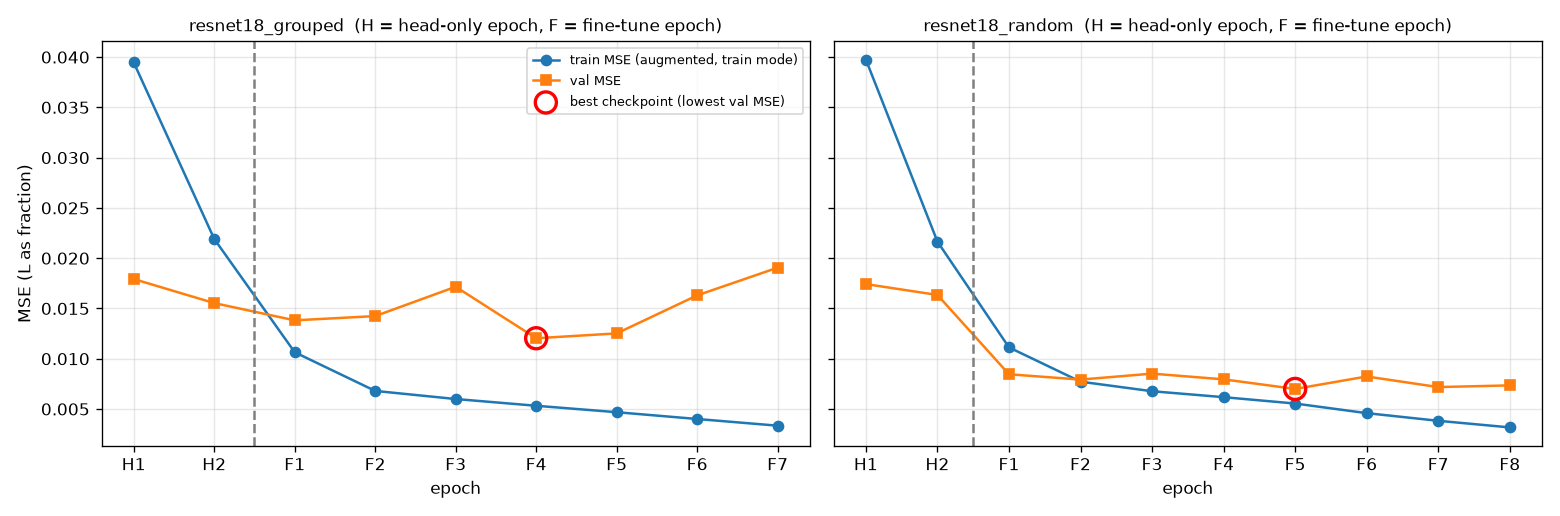 resnet18_grouped  (H = head-only epoch, F = fine-tune epoch)
train MSE (augmented, train mode)
val MSE
best checkpoint (lowest val MSE)
MSE (L as fraction)
0.040
0.035
0.030
0.025
0.020
0.015
0.010
0.005
H1 H2 F1 F2 F3 F4 F5 F6 F7
epoch
resnet18_random  (H = head-only epoch, F = fine-tune epoch)
H1 H2 F1 F2 F3 F4 F5 F6 F7 F8
epoch